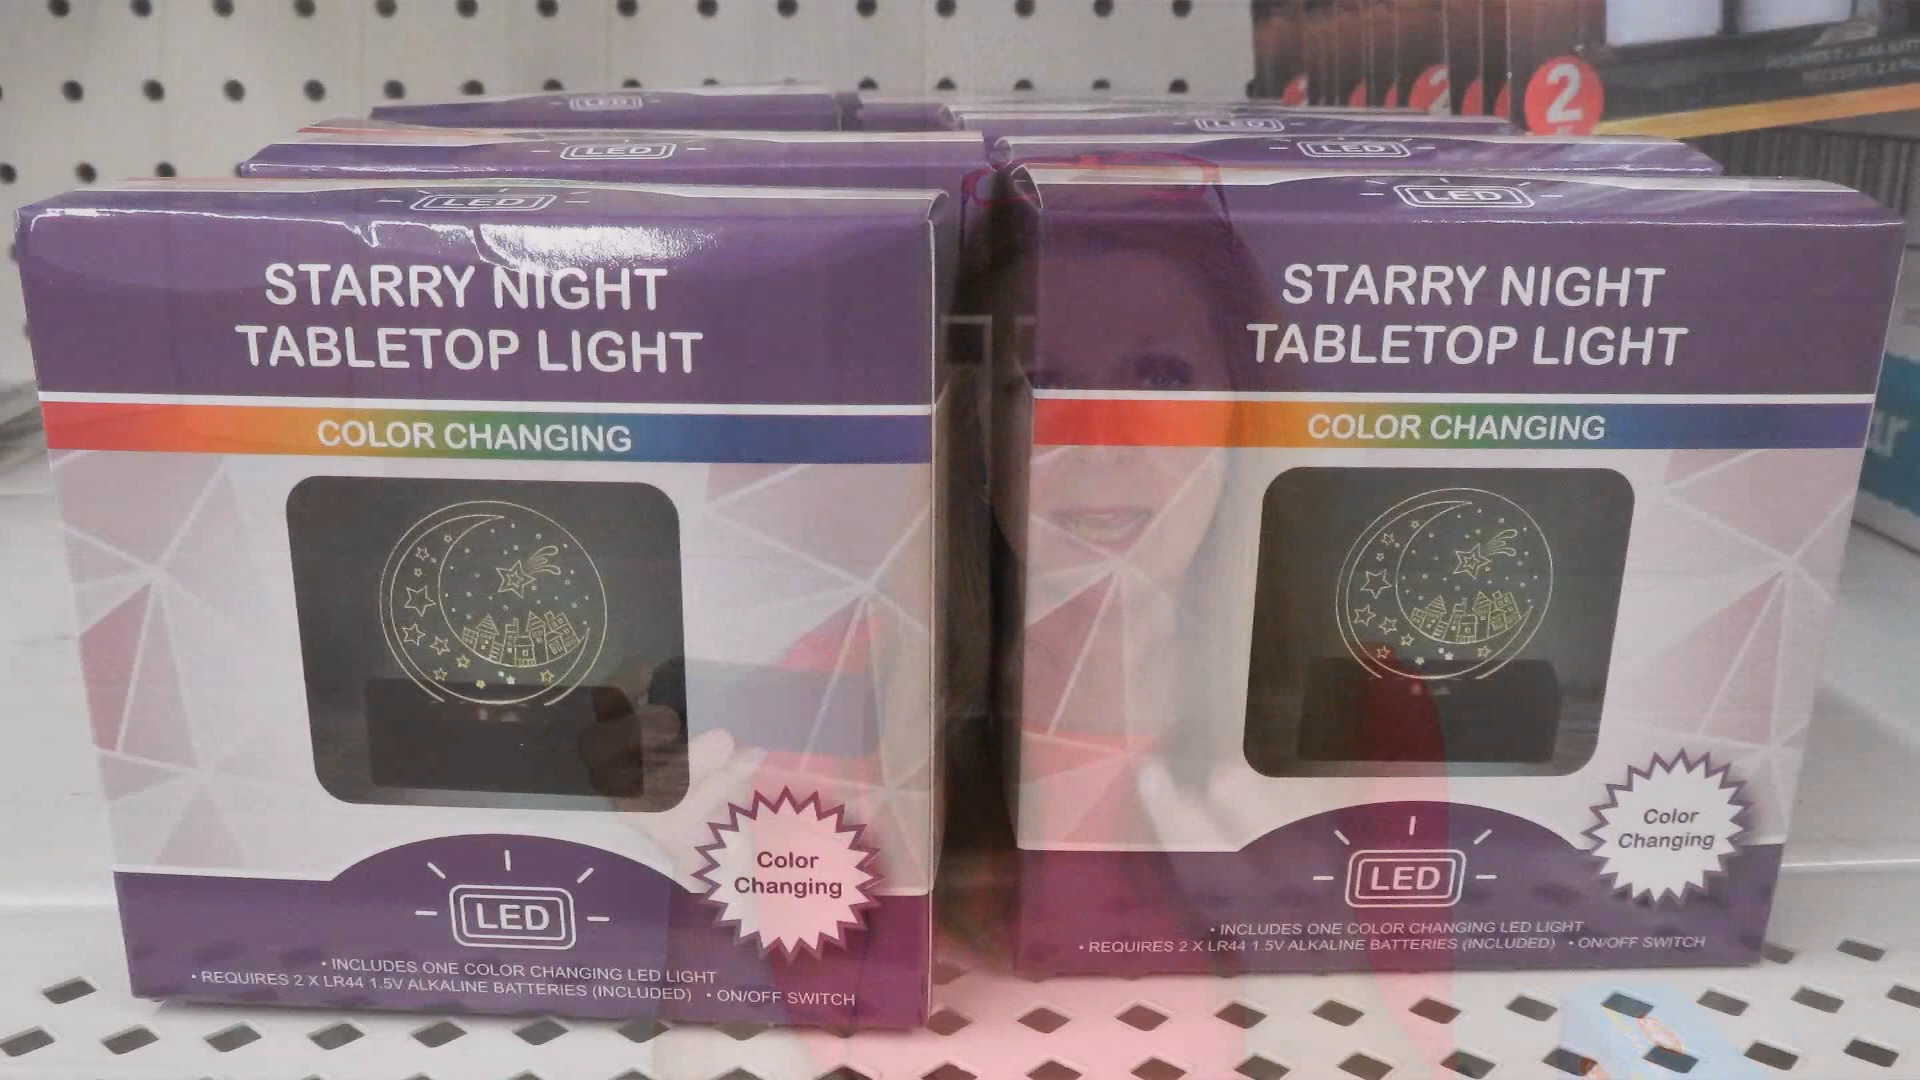 LED
LED
LED
LED
LED
LED
STARRY NIGHT
TABLETOP LIGHT
COLOR CHANGING
Color
Changing
LED
• INCLUDES ONE COLOR CHANGING LED LIGHT
• REQUIRES 2 X LR44 1.5V ALKALINE BATTERIES (INCLUDED) • ON/OFF SWITCH
STARRY NIGHT
TABLETOP LIGHT
COLOR CHANGING
Color
Changing
LED
• INCLUDES ONE COLOR CHANGING LED LIGHT
• REQUIRES 2 X LR44 1.5V ALKALINE BATTERIES (INCLUDED) • ON/OFF SWITCH
2
2